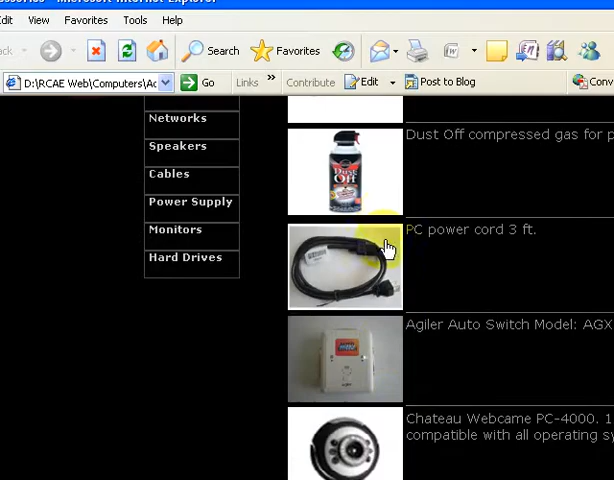 Edit View Favorites Tools Help
Search Favorites
D:\RCAE Web\Computers\Ac Go Links » Contribute Edit Post to Blog
Networks
Speakers
Cables
Power Supply
Monitors
Hard Drives
Dust Off compressed gas for p
Dust Off
PC power cord 3 ft.
Agiler Auto Switch Model: AGX
Chateau Webcame PC-4000. 1
compatible with all operating sy